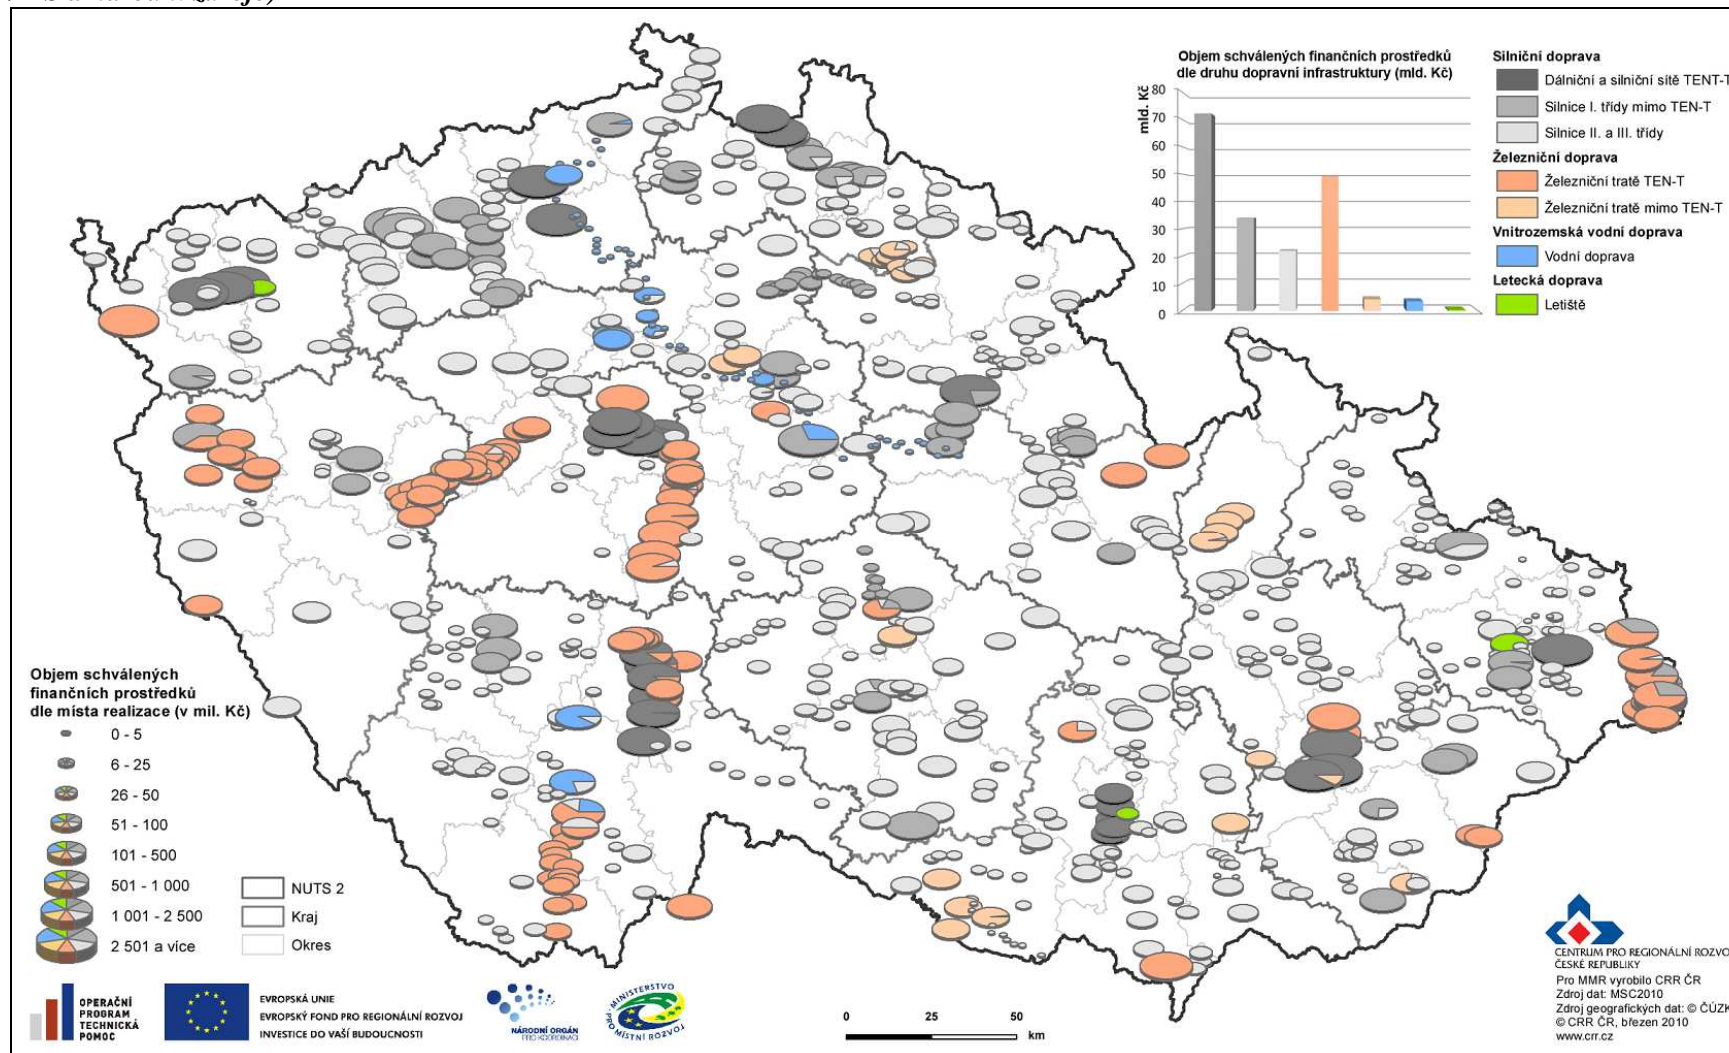 Objem schválených finančních prostředků
dle druhu dopravní infrastruktury (mld. Kč)
mld. Kč
80
70
60
50
40
30
20
10
0
Silniční doprava
Dálniční a silniční sítě TENT-T
Silnice I. třídy mimo TEN-T
Silnice II. a III. třídy
Železniční doprava
Železniční tratě TEN-T
Železniční tratě mimo TEN-T
Vnitrozemská vodní doprava
Vodní doprava
Letecká doprava
Letiště
Objem schválených
finančních prostředků
dle místa realizace (v mil. Kč)
0 - 5
6 - 25
26 - 50
51 - 100
101 - 500
501 - 1 000
1 001 - 2 500
2 501 a více
NUTS 2
Kraj
Okres
OPERAČNÍ
PROGRAM
TECHNICKÁ
POMOC
EVROPSKÁ UNIE
EVROPSKÝ FOND PRO REGIONÁLNÍ ROZVOJ
INVESTICE DO VAŠÍ BUDOUCNOSTI
NÁRODNÍ ORGÁN
PRO KOORDINACI
MINISTERSTVO
PRO MÍSTNÍ ROZVOJ
0 25 50
km
CENTRUM PRO REGIONÁLNÍ ROZVO
ČESKÉ REPUBLIKY
Pro MMR vyrobilo CRR ČR
Zdroj dat: MSC2010
Zdroj geografických dat: © ČÚZK
© CRR ČR, březen 2010
www.crr.cz